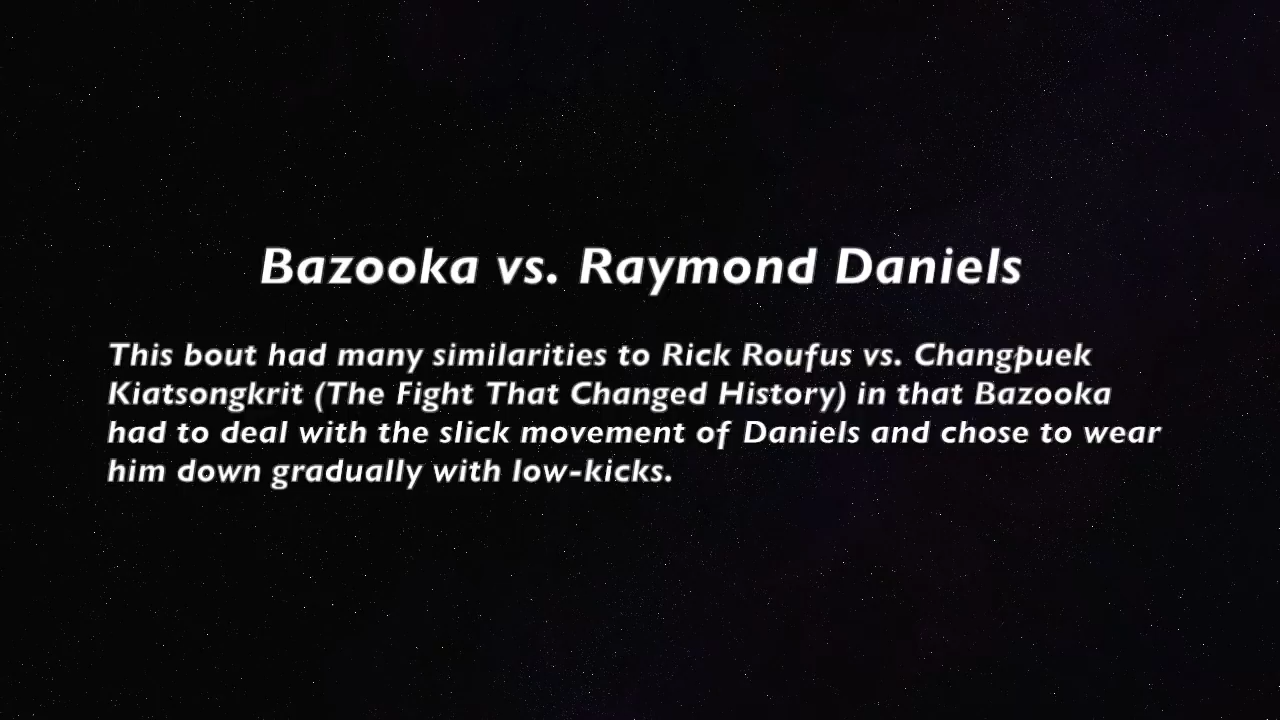 Bazooka vs. Raymond Daniels
This bout had many similarities to Rick Roufus vs. Changpuek
Kiatsongkrit (The Fight That Changed History) in that Bazooka
had to deal with the slick movement of Daniels and chose to wear
him down gradually with low-kicks.